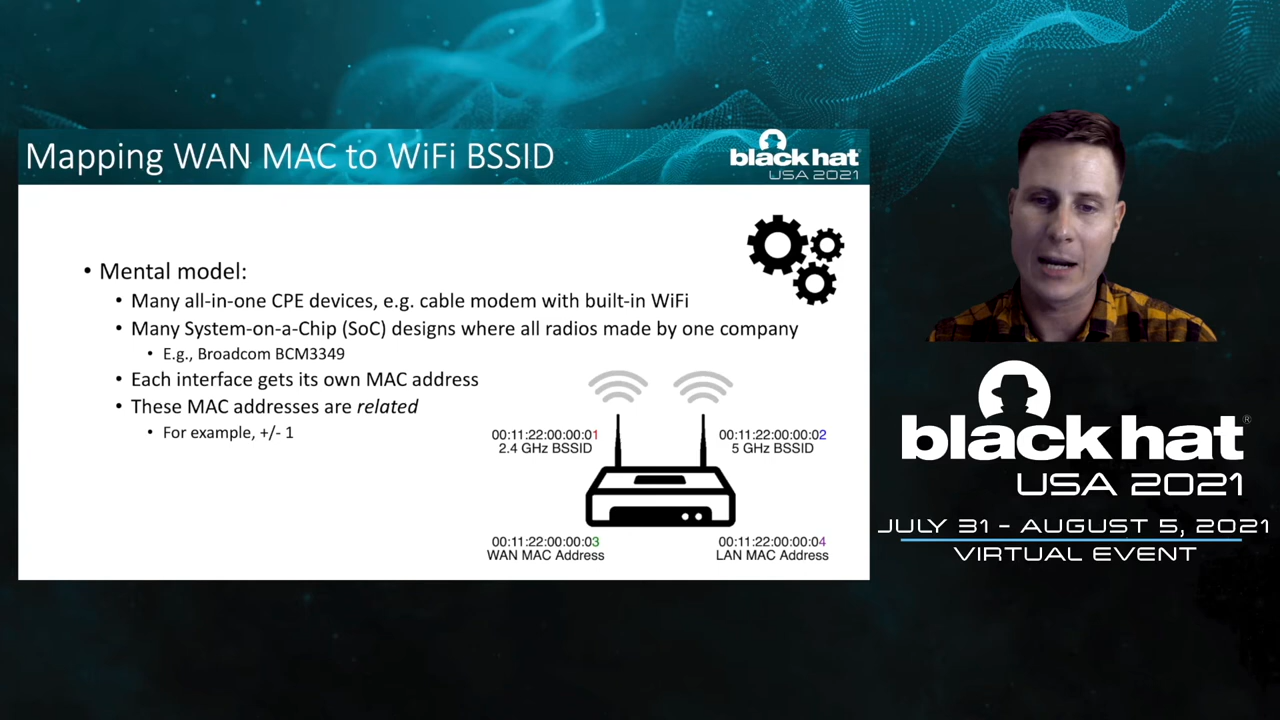 Mapping WAN MAC to WiFi BSSID
black hat®
USA 2021
• Mental model:
• Many all-in-one CPE devices, e.g. cable modem with built-in WiFi
• Many System-on-a-Chip (SoC) designs where all radios made by one company
• E.g., Broadcom BCM3349
• Each interface gets its own MAC address
• These MAC addresses are related
• For example, +/- 1
00:11:22:00:00:01
2.4 GHz BSSID
00:11:22:00:00:02
5 GHz BSSID
00:11:22:00:00:03
WAN MAC Address
00:11:22:00:00:04
LAN MAC Address
black hat®
USA 2021
JULY 31 - AUGUST 5, 2021
VIRTUAL EVENT